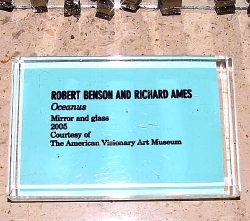 ROBERT BENSON AND RICHARD AMES
Oceanus
Mirror and glass
2005
Courtesy of
The American Visionary Art Museum